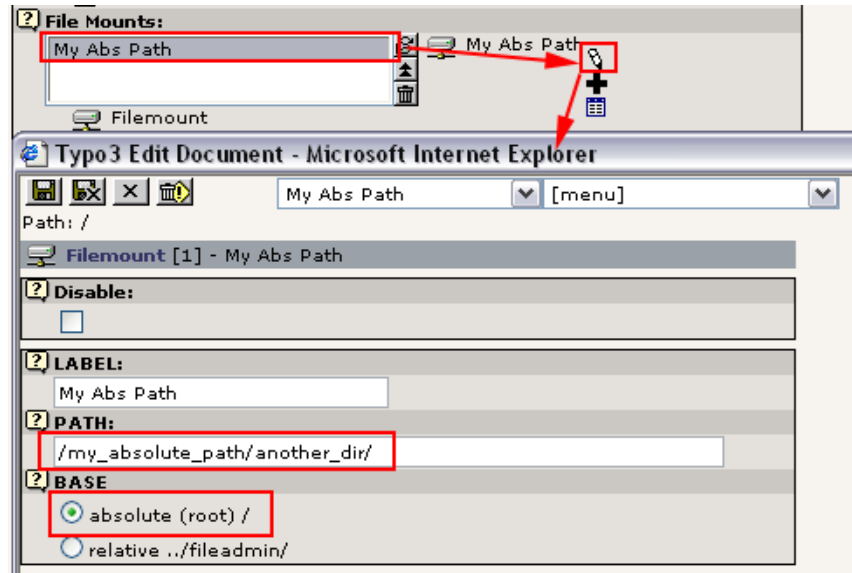 File Mounts:
My Abs Path
My Abs Path
Filemount
Typo3 Edit Document - Microsoft Internet Explorer
My Abs Path [menu]
Path: /
Filemount [1] - My Abs Path
Disable:
LABEL:
My Abs Path
PATH:
/my_absolute_path/another_dir/
BASE
absolute (root) /
relative ../fileadmin/